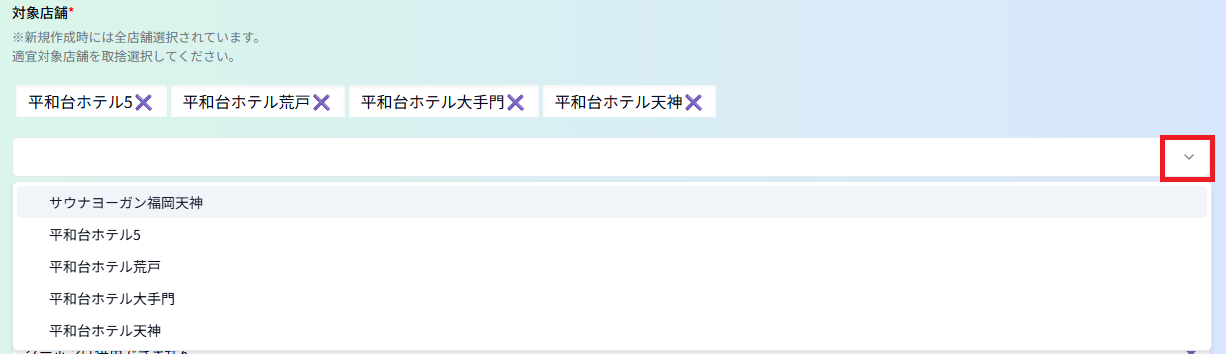 対象店舗*
※新規作成時には全店舗選択されています。
適宜対象店舗を取捨選択してください。
平和台ホテル5 平和台ホテル荒戸 平和台ホテル大手門 平和台ホテル天神
サウナヨーガン福岡天神
平和台ホテル5
平和台ホテル荒戸
平和台ホテル大手門
平和台ホテル天神